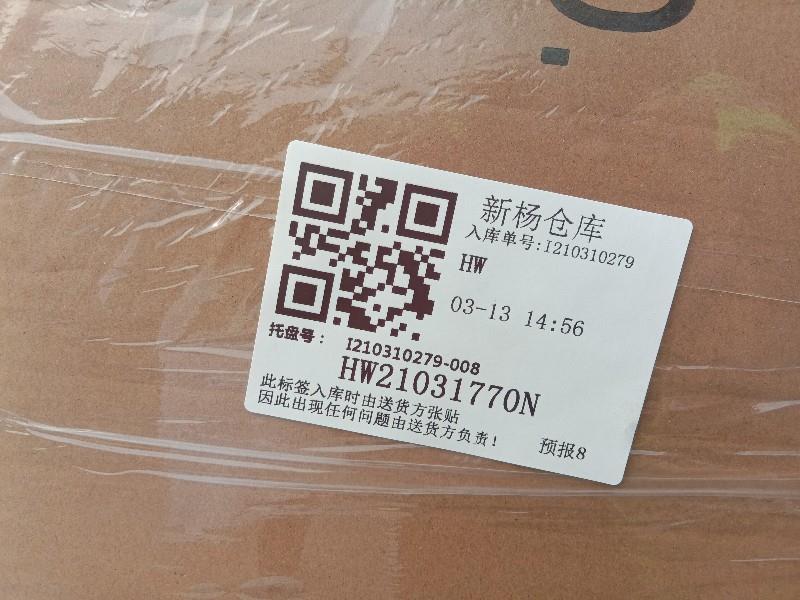 新杨仓库
入库单号:I210310279
HW
03-13 14:56
托盘号： I210310279-008
HW21031770N
此标签入库时由送货方张贴
因此出现任何问题由送货方负责!
预报8